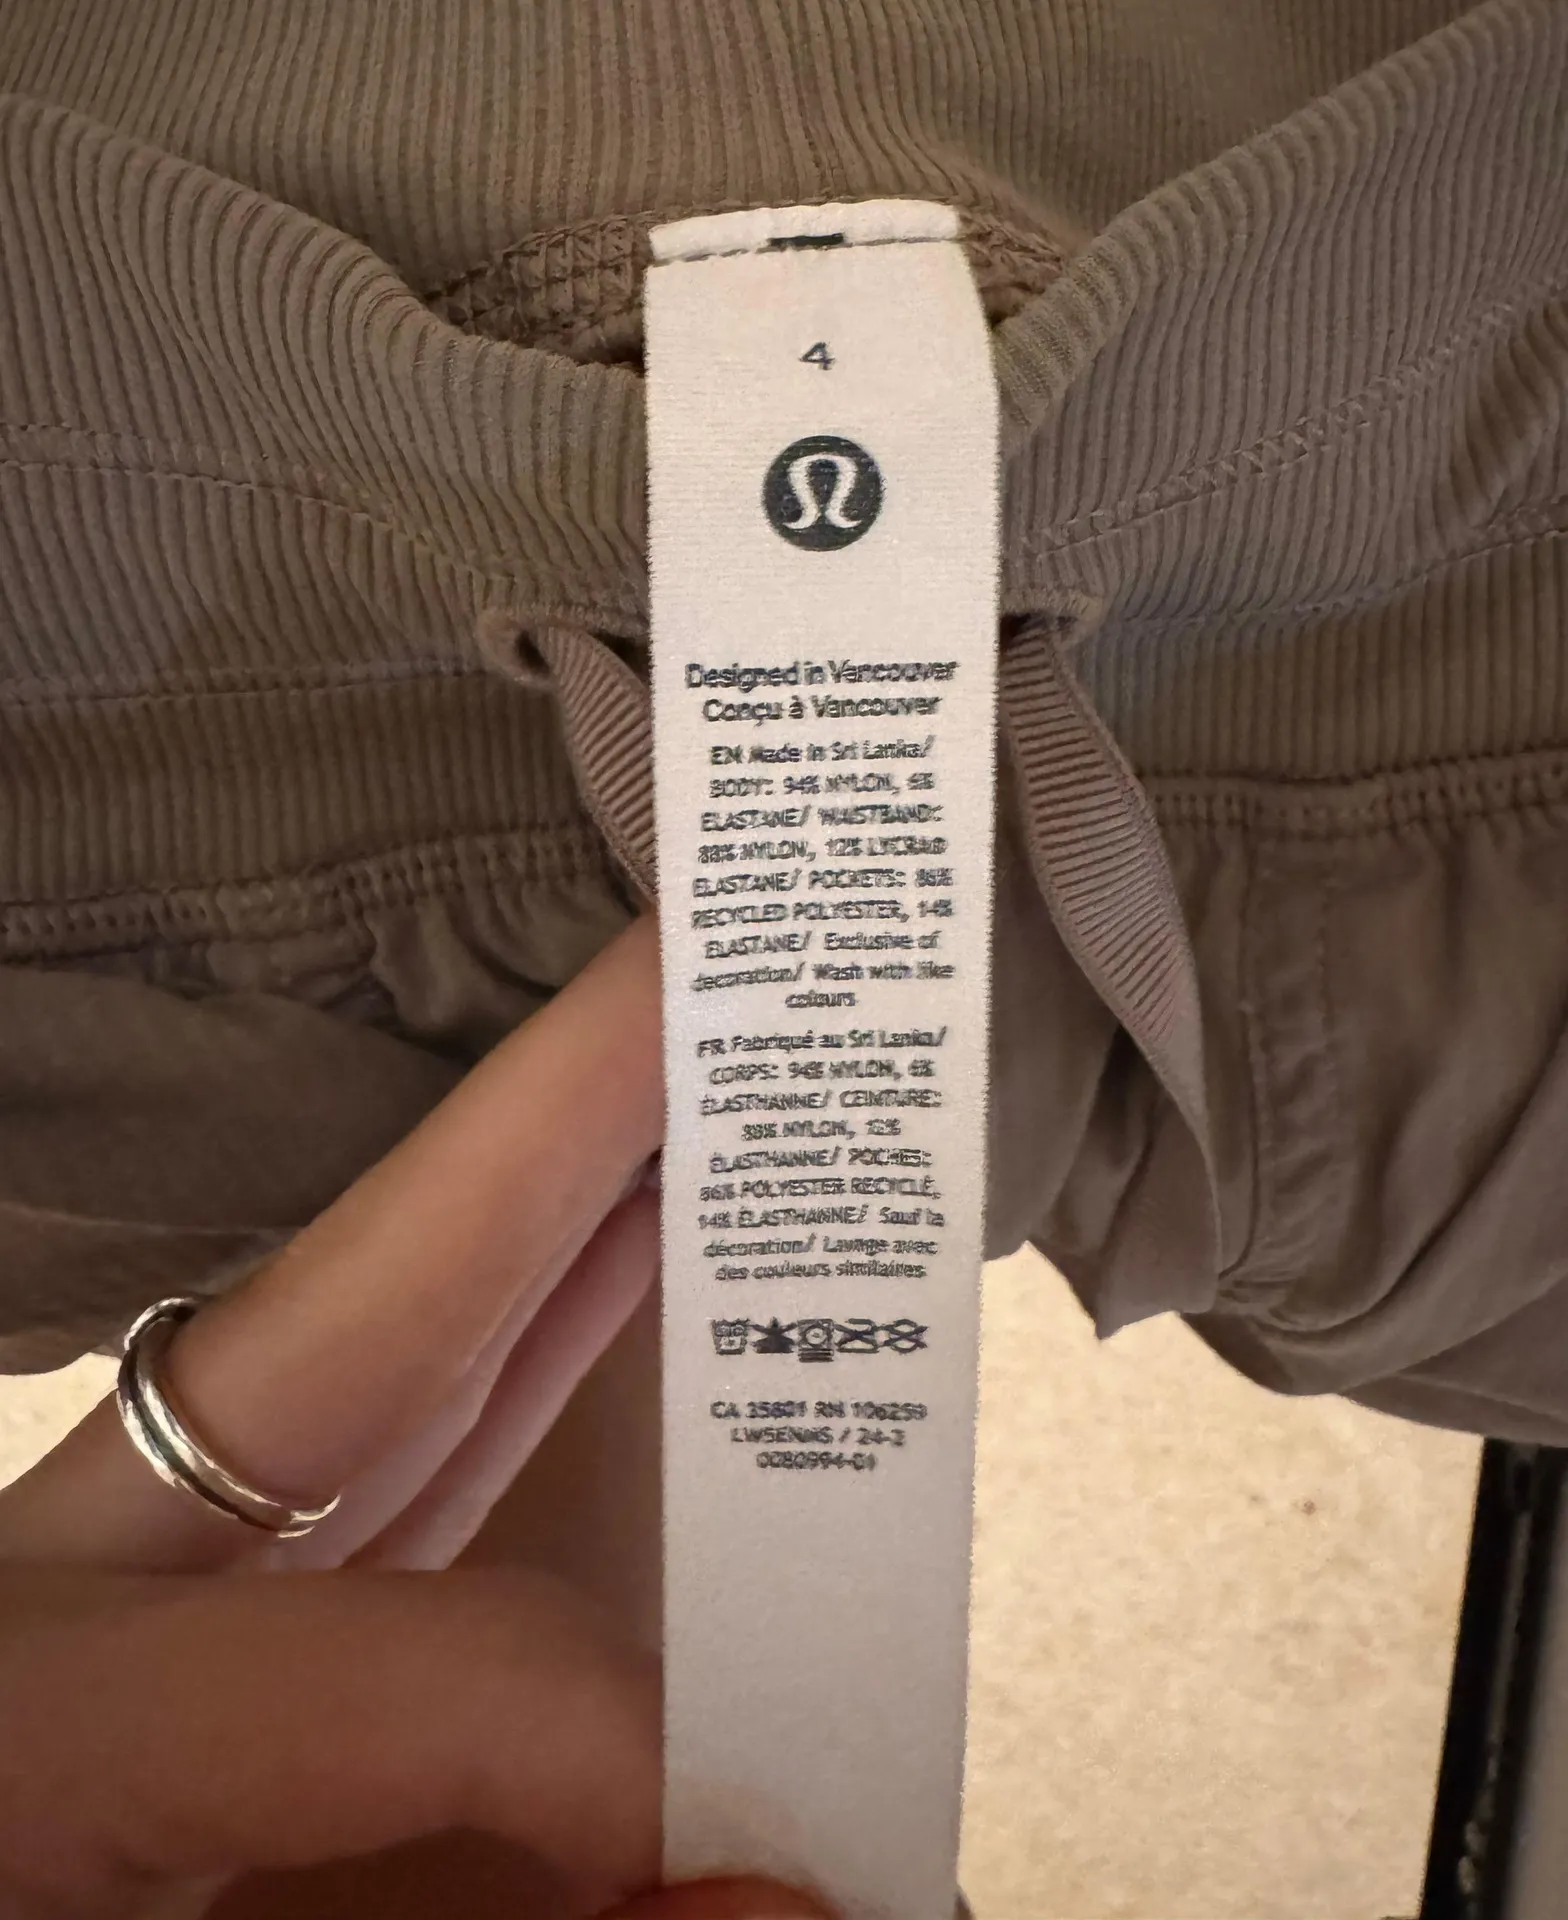 4
Designed in Vancouver
Conçu à Vancouver
EN Made in Sri Lanka/
BODY: 94% NYLON, 6%
ELASTANE/ WAISTBAND:
88% NYLON, 12% LYCRA®
ELASTANE/ POCKETS: 86%
RECYCLED POLYESTER, 14%
ELASTANE/ Exclusive of
decoration/ Wash with like
colours
FR Fabriqué au Sri Lanka/
CORPS: 94% NYLON, 6%
ÉLASTHANNE/ CEINTURE:
88% NYLON, 12%
ÉLASTHANNE/ POCHES:
86% POLYESTER RECYCLÉ,
14% ÉLASTHANNE/ Sauf la
décoration/ Lavage avec
des couleurs similaires
CA 35801 RN 106259
/ 24-2
0080994-01